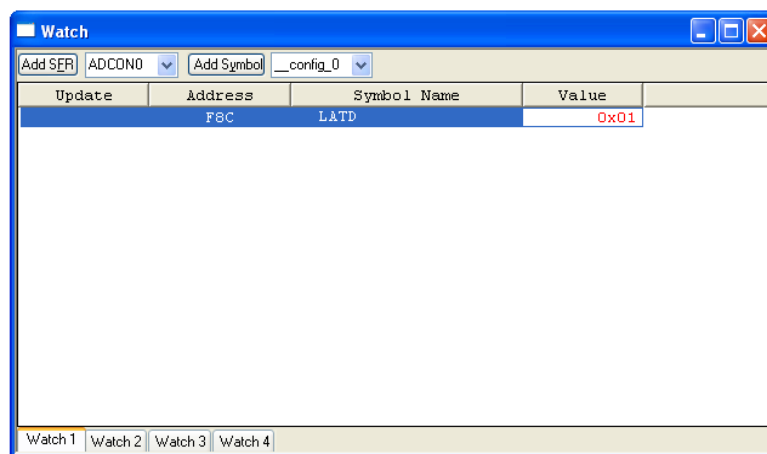 Watch
Add SFR ADCON0 Add Symbol __config_0
Update Address Symbol Name Value
F8C LATD 0x01
Watch 1 Watch 2 Watch 3 Watch 4